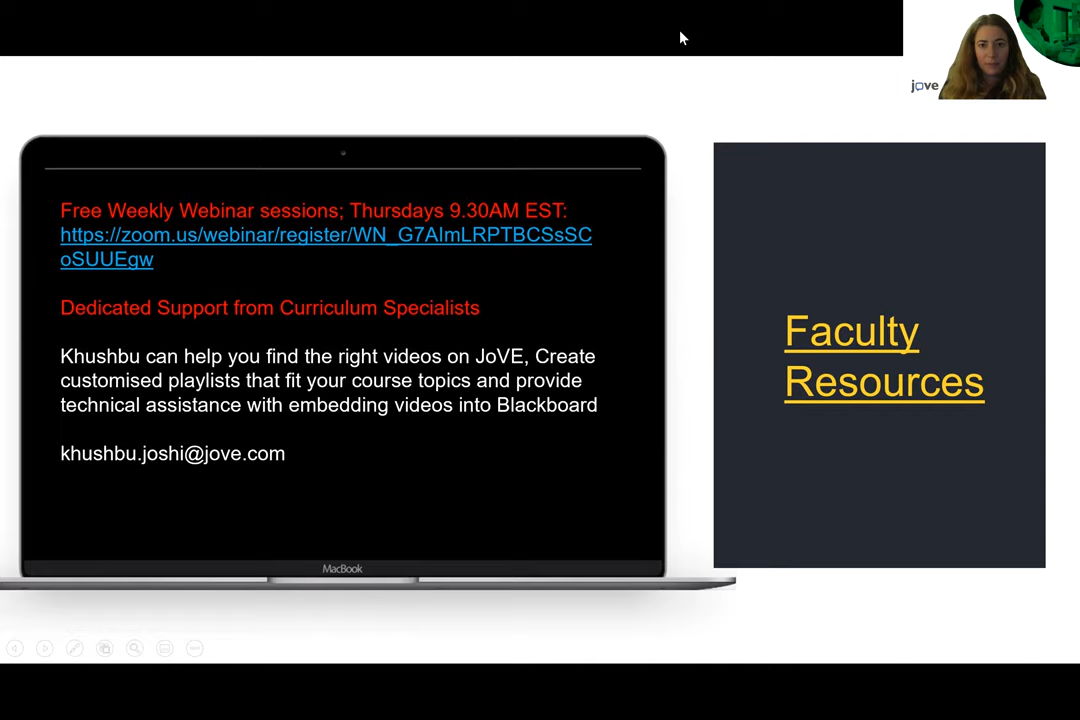 jove
Free Weekly Webinar sessions; Thursdays 9.30AM EST:
https://zoom.us/webinar/register/WN_G7AImLRPTBCSsSC
oSUUEgw
Dedicated Support from Curriculum Specialists
Khushbu can help you find the right videos on JoVE, Create
customised playlists that fit your course topics and provide
technical assistance with embedding videos into Blackboard
khushbu.joshi@jove.com
MacBook
Faculty
Resources